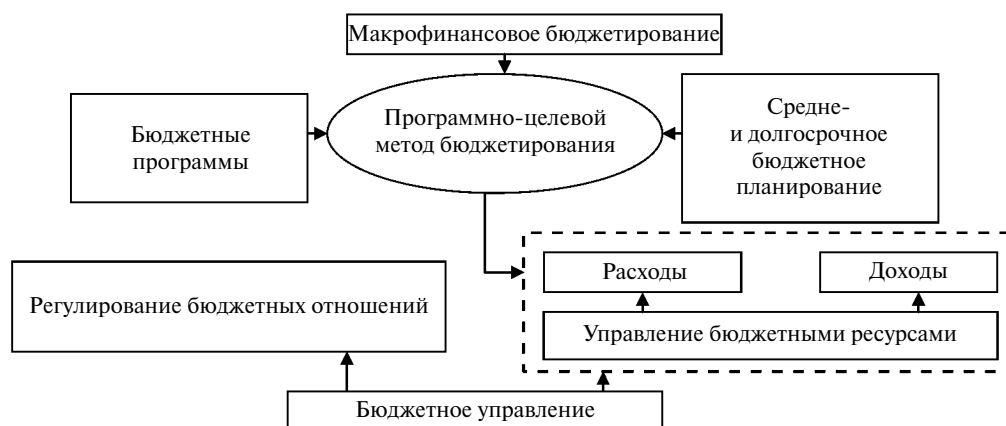 Макрофинансовое бюджетирование
Бюджетные
программы
Программно-целевой
метод бюджетирования
Средне-
и долгосрочное
бюджетное
планирование
Расходы
Доходы
Регулирование бюджетных отношений
Управление бюджетными ресурсами
Бюджетное управление